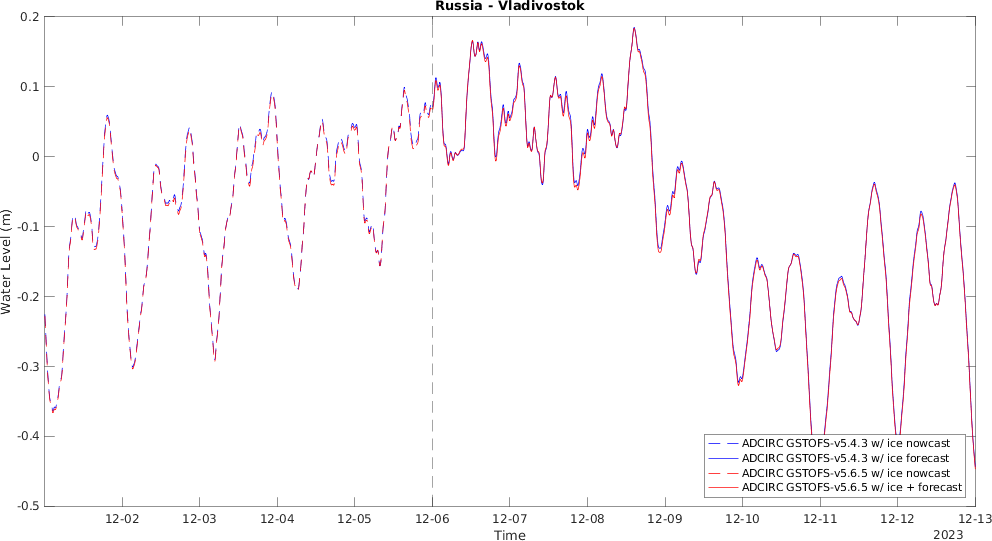 Russia - Vladivostok
0.2
0.1
0
-0.1
-0.2
-0.3
-0.4
-0.5
Water Level (m)
ADCIRC GSTOFS-v5.4.3 w/ ice nowcast
ADCIRC GSTOFS-v5.4.3 w/ ice forecast
ADCIRC GSTOFS-v5.6.5 w/ ice nowcast
ADCIRC GSTOFS-v5.6.5 w/ ice + forecast
12-02 12-03 12-04 12-05 12-06 12-07 12-08 12-09 12-10 12-11 12-12 12-13
Time
2023